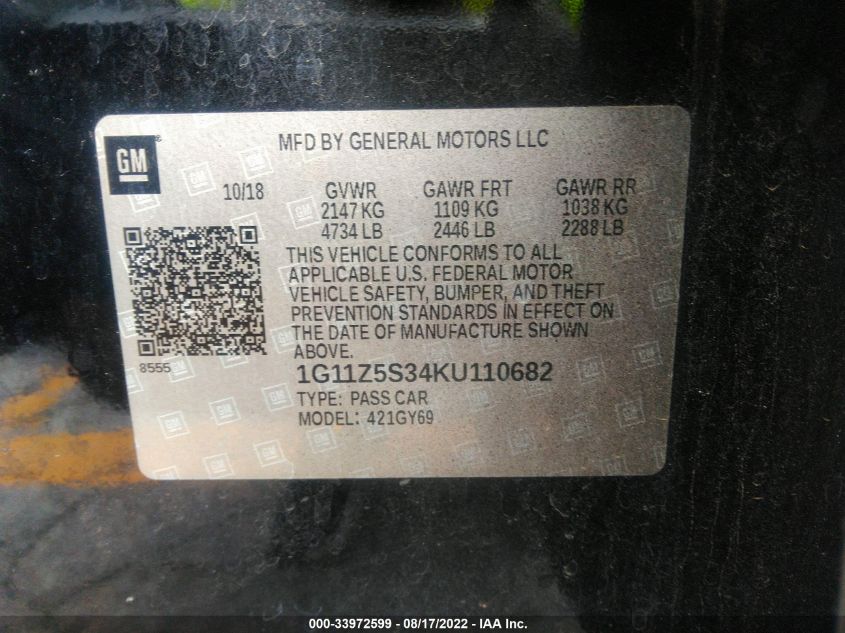 GM
®
MFD BY GENERAL MOTORS LLC
10/18 GVWR GAWR FRT GAWR RR
2147 KG 1109 KG 1038 KG
4734 LB 2446 LB 2288 LB
THIS VEHICLE CONFORMS TO ALL
APPLICABLE U.S. FEDERAL MOTOR
VEHICLE SAFETY, BUMPER, AND THEFT
PREVENTION STANDARDS IN EFFECT ON
THE DATE OF MANUFACTURE SHOWN
ABOVE.
8555
1G11Z5S34KU110682
TYPE: PASS CAR
MODEL: 421GY69
©IAA-33972599 - 08/17/2022 - IAA Inc.